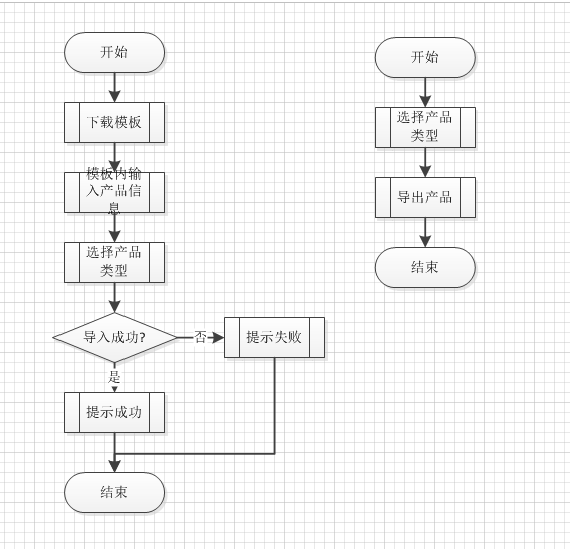 开始
下载模板
模板内输
入产品信
息
选择产品
类型
导入成功?
否
提示失败
是
提示成功
结束
开始
选择产品
类型
导出产品
结束